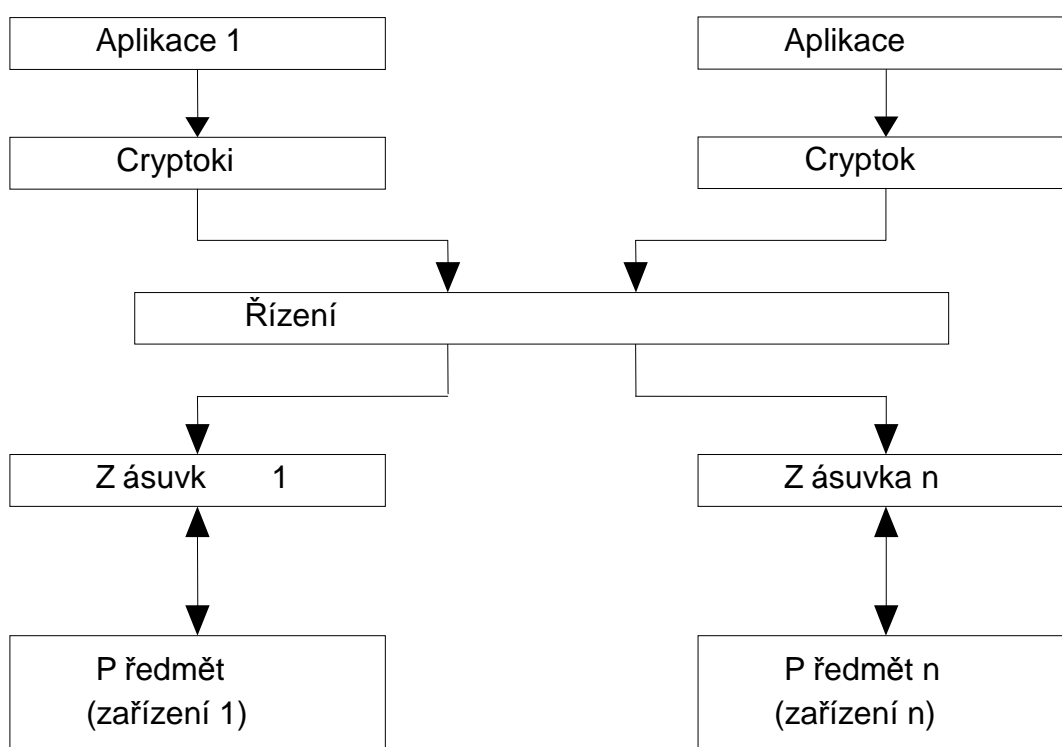 Aplikace 1
Aplikace
Cryptoki
Cryptok
Řízení
Z ásuvk 1
Z ásuvka n
P ředmět
(zařízení 1)
P ředmět n
(zařízení n)